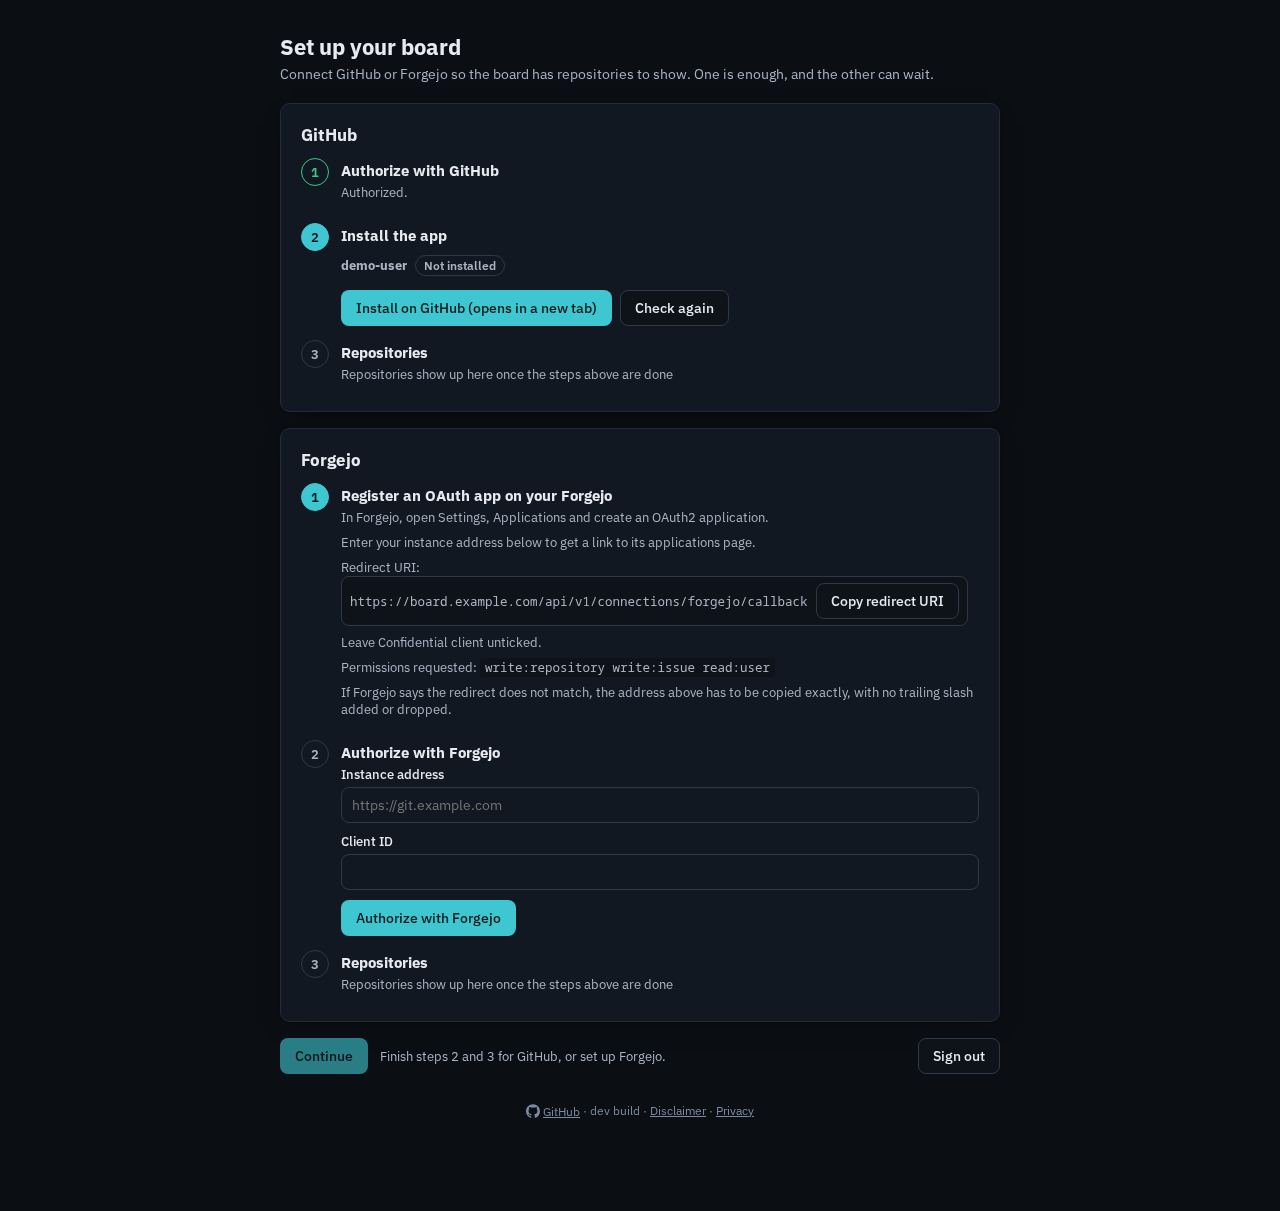 Set up your board
Connect GitHub or Forgejo so the board has repositories to show. One is enough, and the other can wait.
GitHub
1 Authorize with GitHub
Authorized.
2 Install the app
demo-user Not installed
Install on GitHub (opens in a new tab) Check again
3 Repositories
Repositories show up here once the steps above are done
Forgejo
1 Register an OAuth app on your Forgejo
In Forgejo, open Settings, Applications and create an OAuth2 application.
Enter your instance address below to get a link to its applications page.
Redirect URI:
https://board.example.com/api/v1/connections/forgejo/callback Copy redirect URI
Leave Confidential client unticked.
Permissions requested: write:repository write:issue read:user
If Forgejo says the redirect does not match, the address above has to be copied exactly, with no trailing slash
added or dropped.
2 Authorize with Forgejo
Instance address
https://git.example.com
Client ID
Authorize with Forgejo
3 Repositories
Repositories show up here once the steps above are done
Continue Finish steps 2 and 3 for GitHub, or set up Forgejo. Sign out
GitHub · dev build · Disclaimer · Privacy